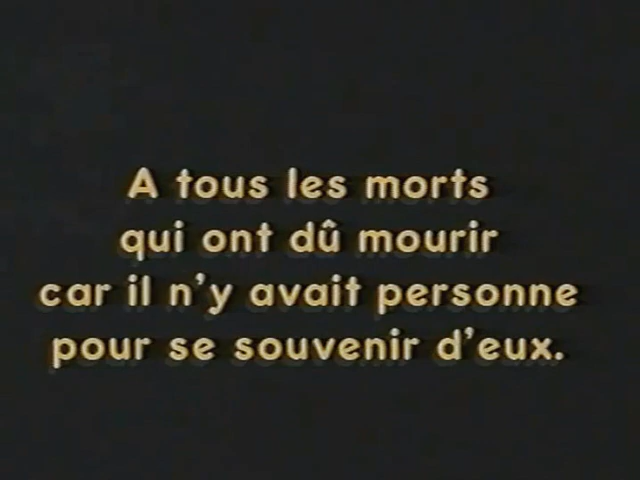 A tous les morts
qui ont dû mourir
car il n'y avait personne
pour se souvenir d'eux.